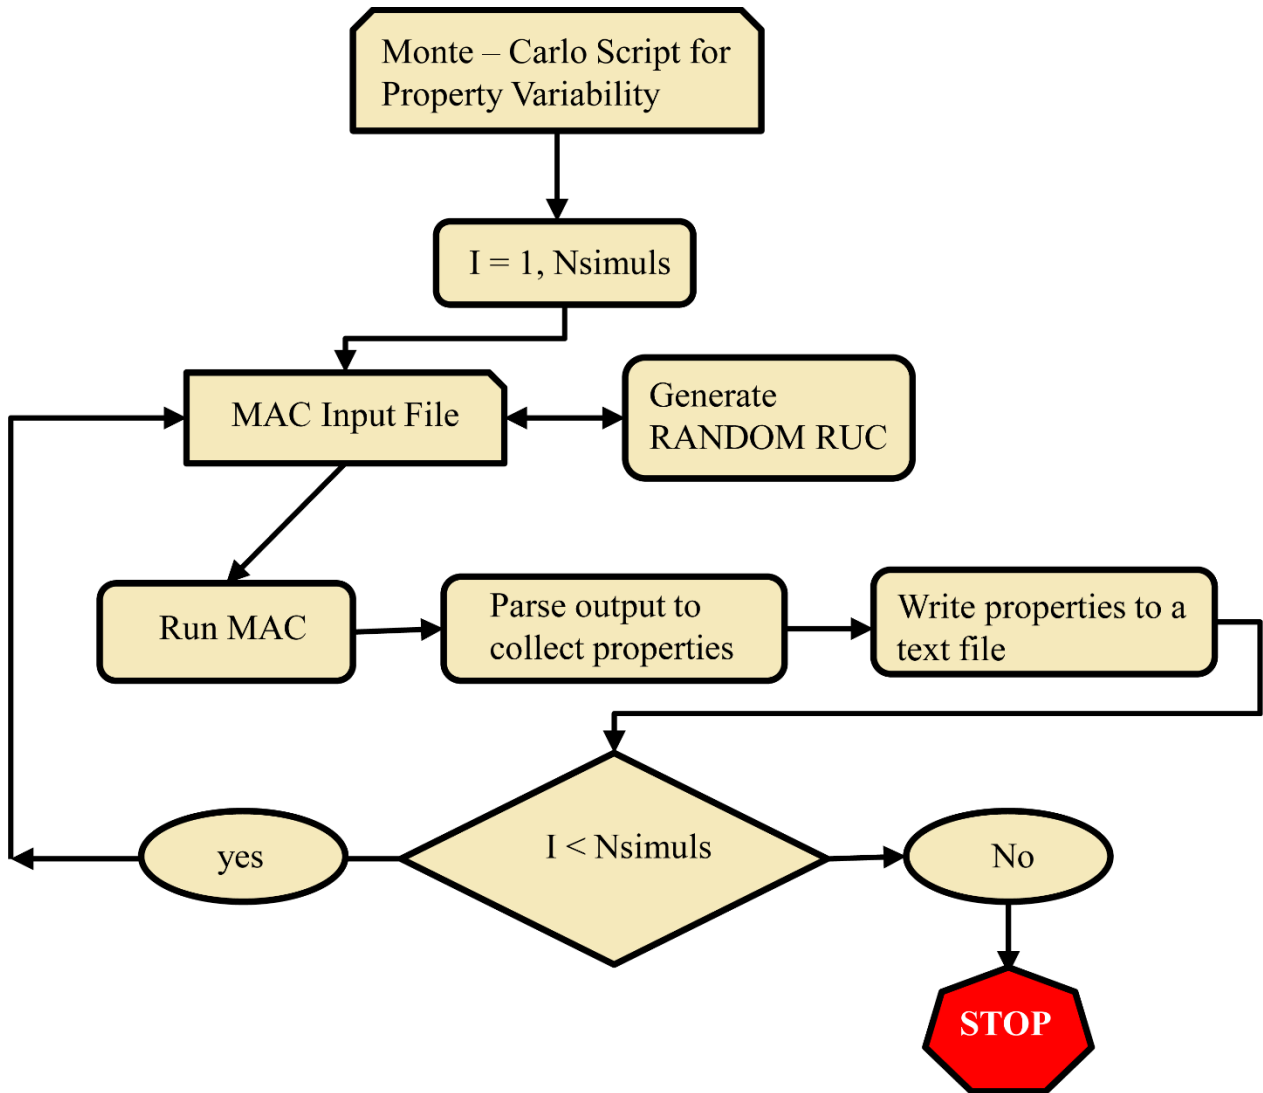 Monte – Carlo Script for
Property Variability
I = 1, Nsimuls
MAC Input File
Generate
RANDOM RUC
Run MAC
Parse output to
collect properties
Write properties to a
text file
I < Nsimuls
yes
No
STOP